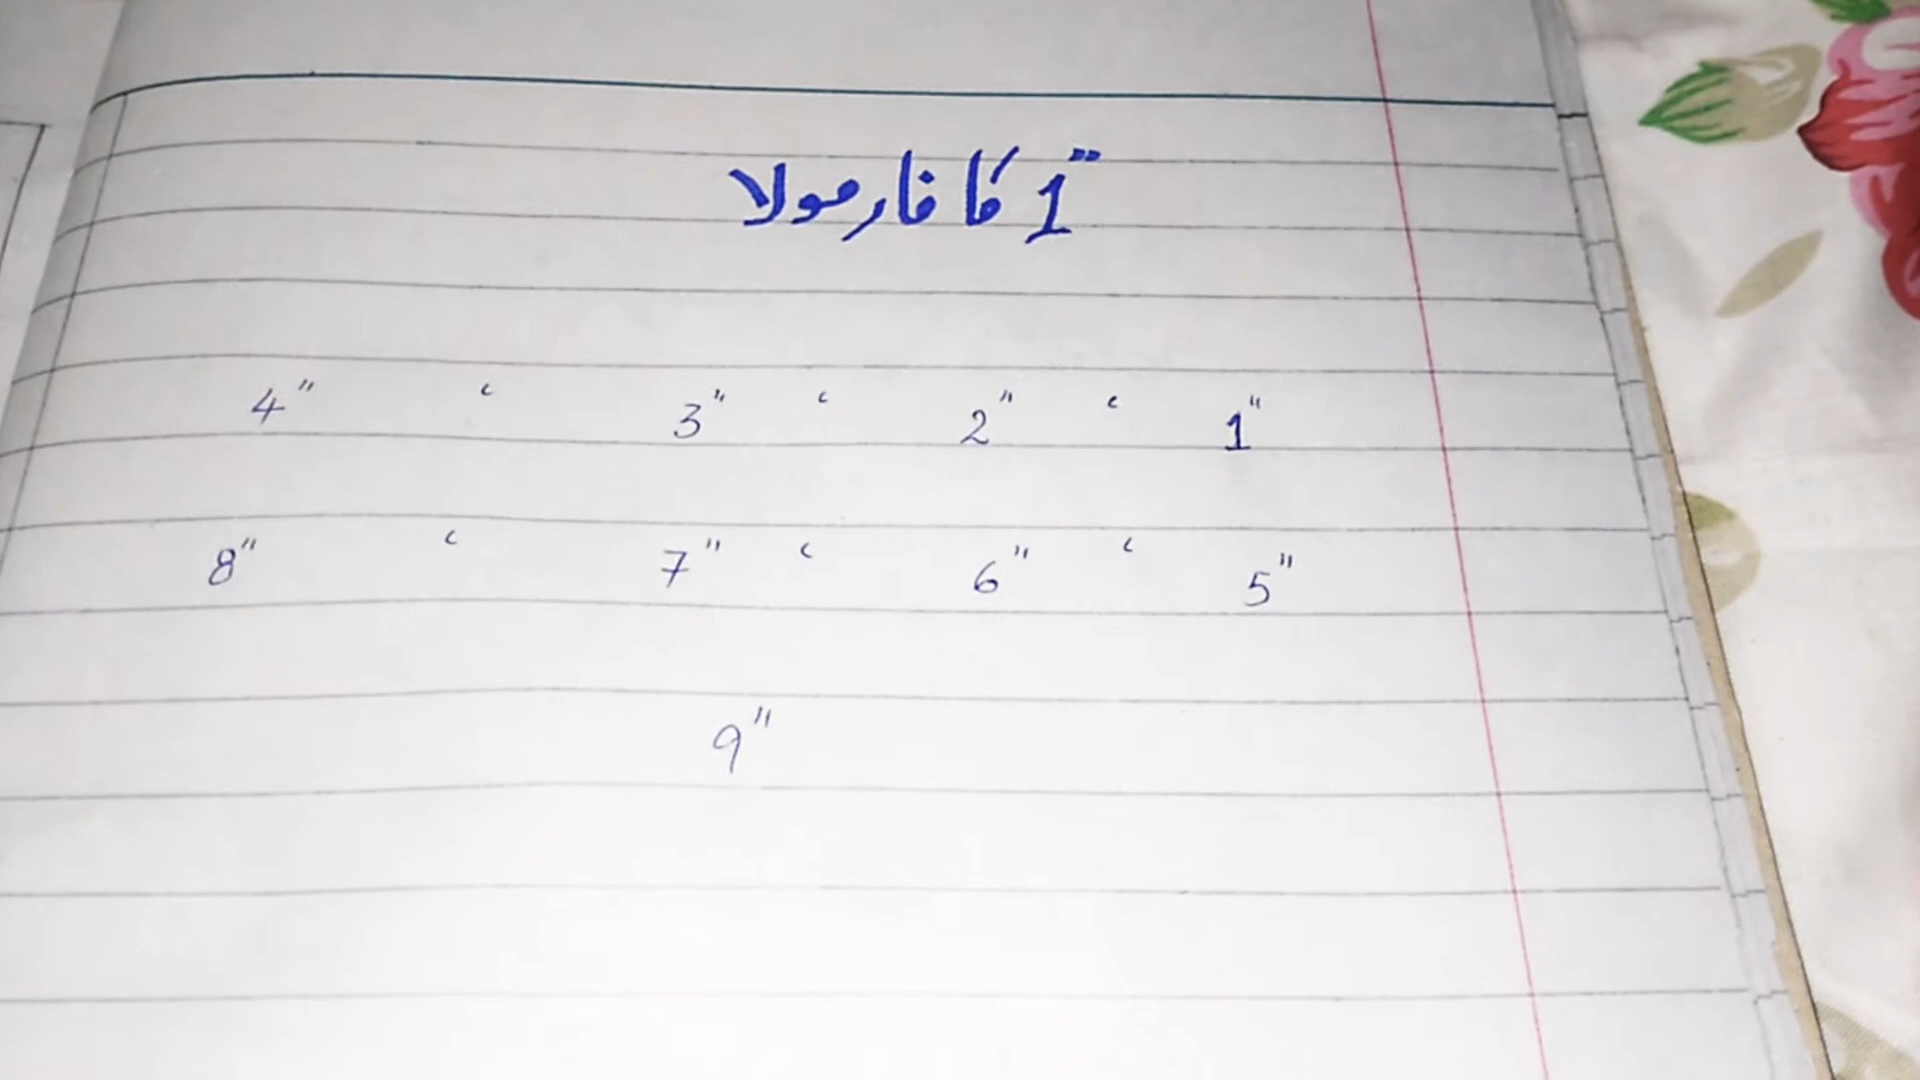 1" کا فارمولا
1" ، 2" ، 3" ، 4"
5" ، 6" ، 7" ، 8"
9"